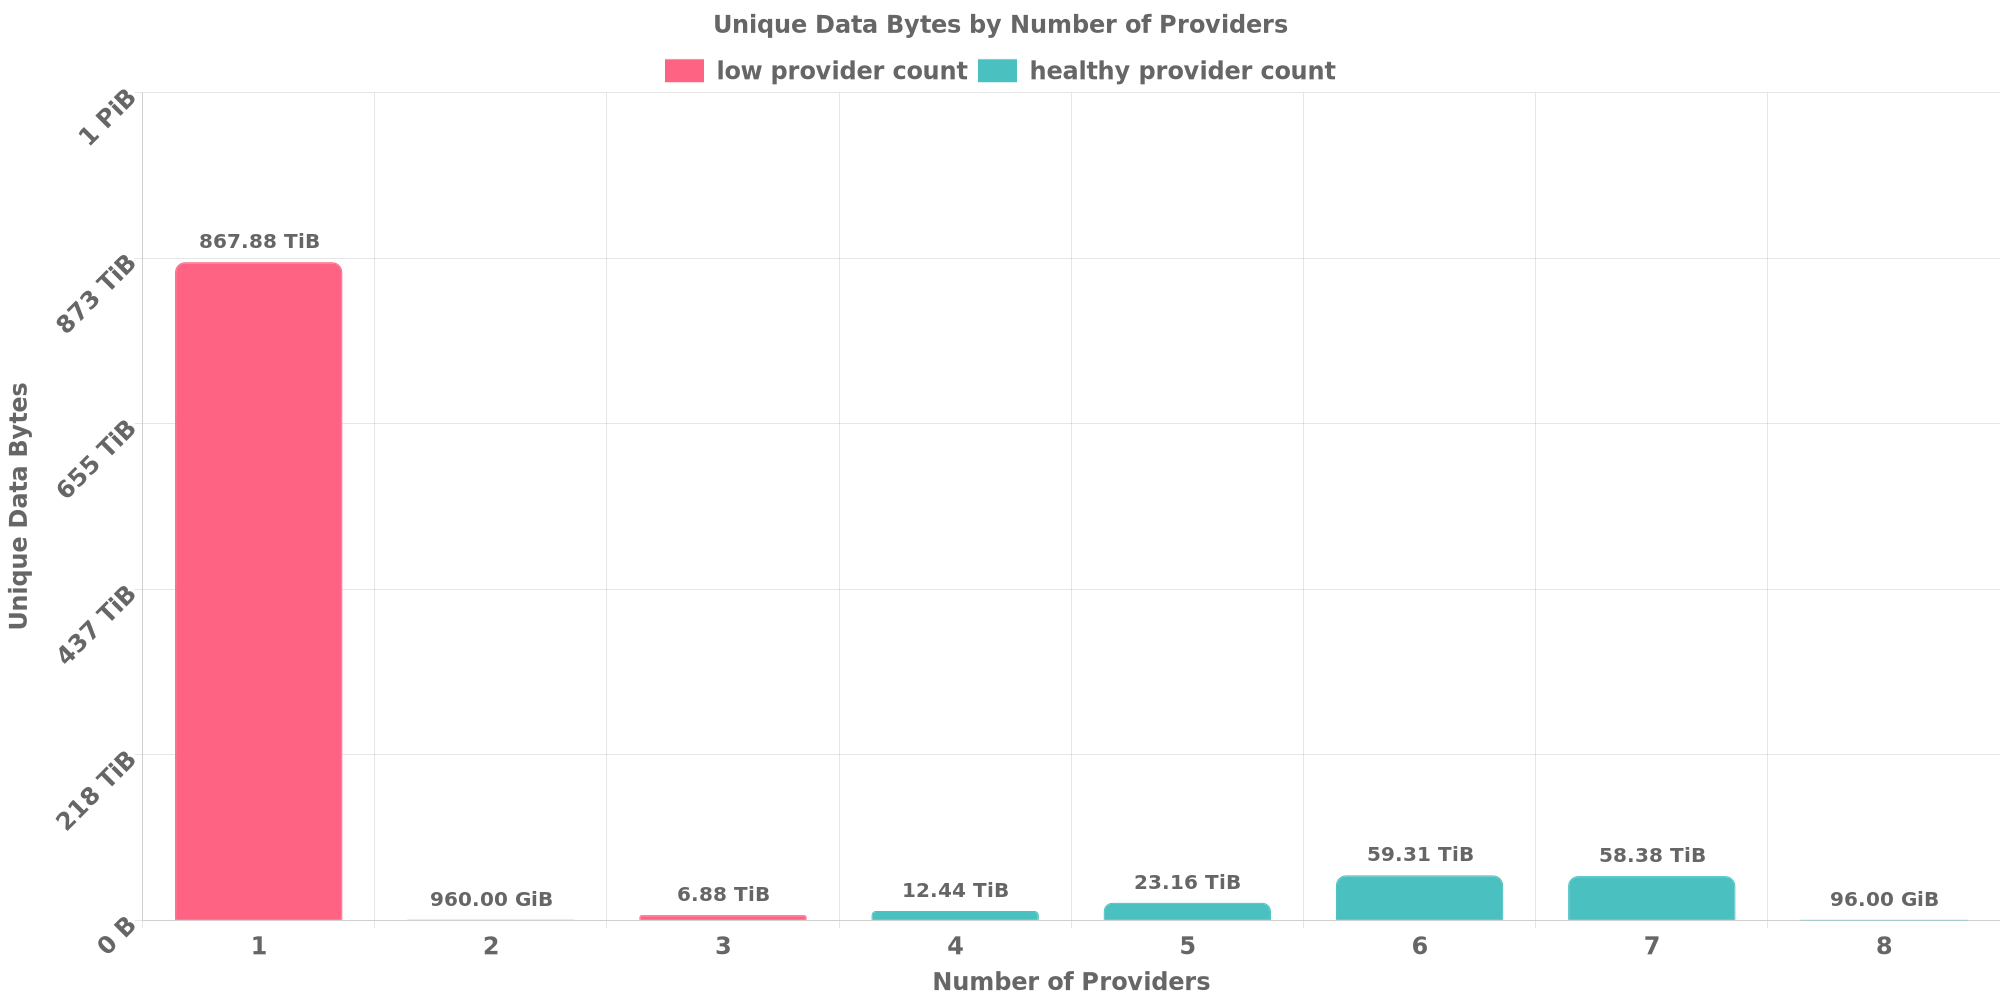 Unique Data Bytes by Number of Providers
low provider count healthy provider count
1 PiB
873 TiB
655 TiB
437 TiB
218 TiB
0 B
Unique Data Bytes
867.88 TiB
960.00 GiB
6.88 TiB
12.44 TiB
23.16 TiB
59.31 TiB
58.38 TiB
96.00 GiB
1 2 3 4 5 6 7 8
Number of Providers